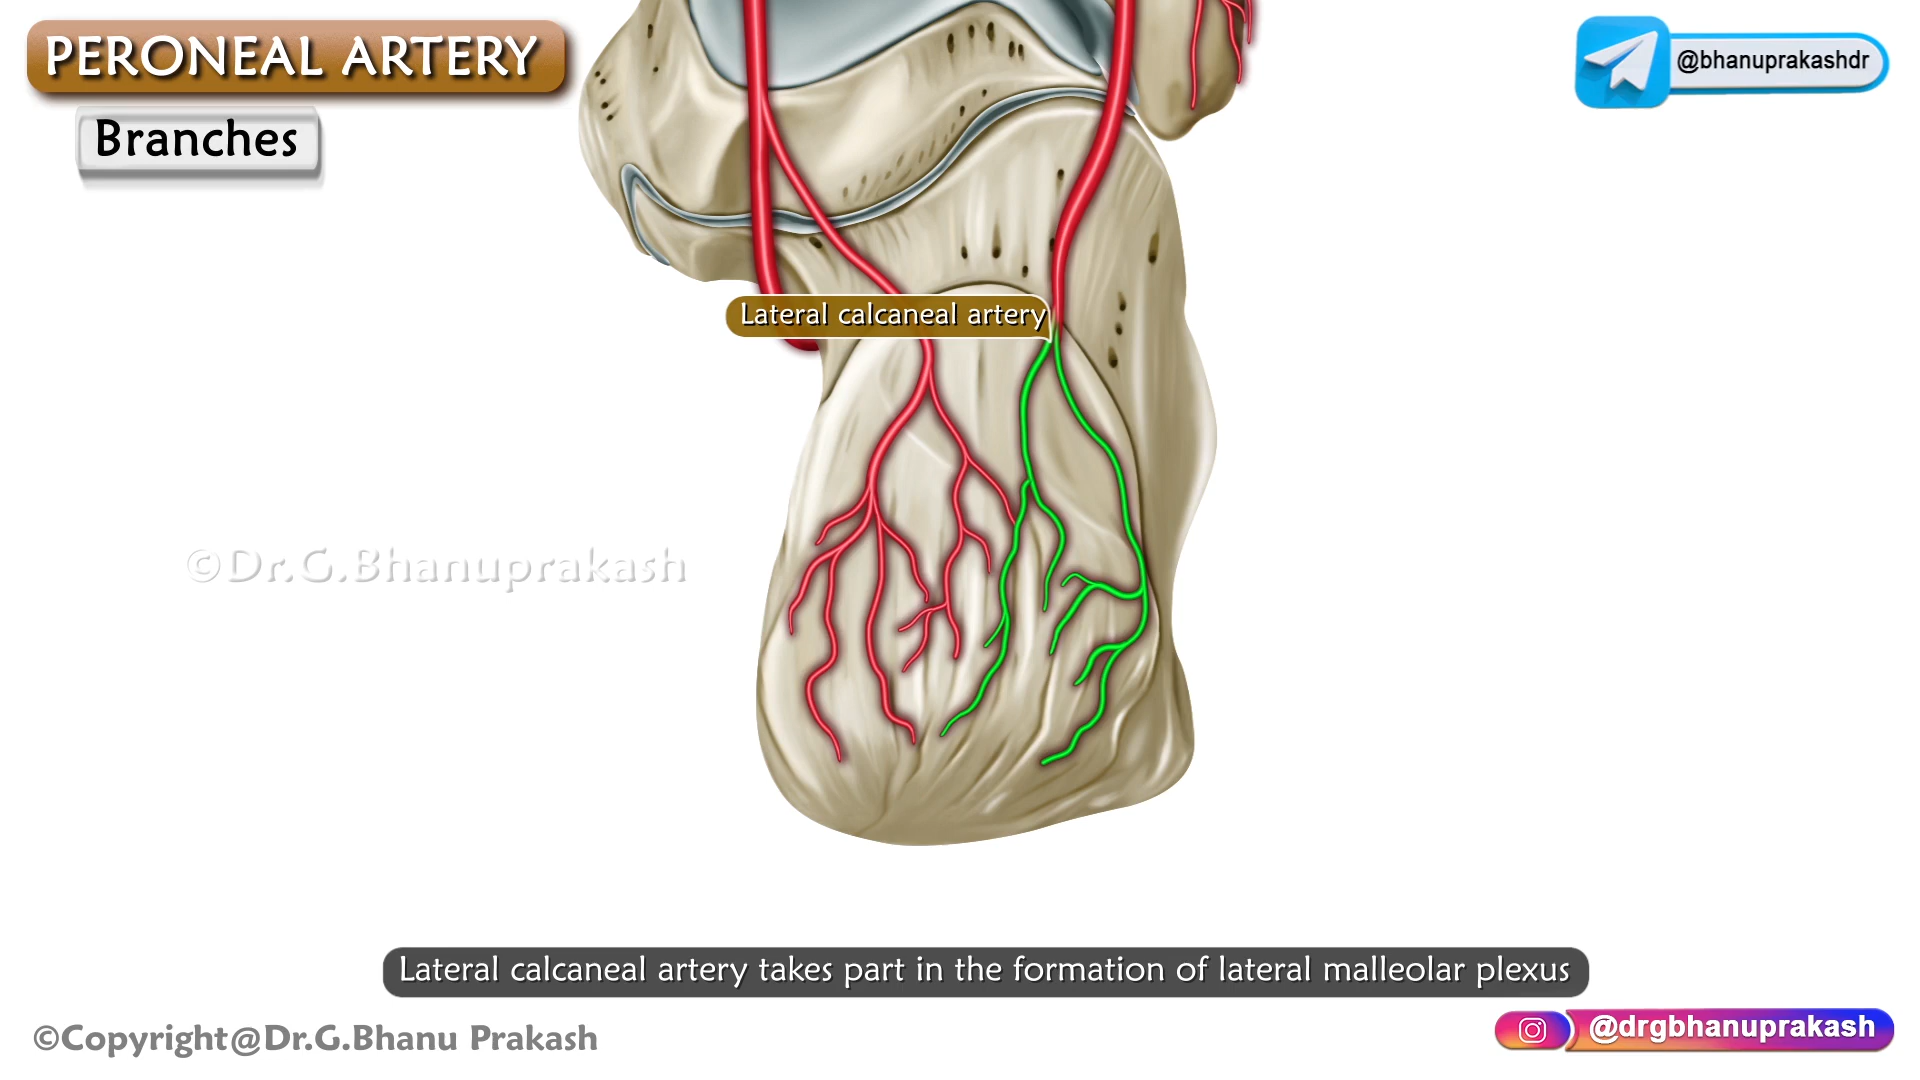 PERONEAL ARTERY
@bhanuprakashdr
Branches
Lateral calcaneal artery
©Dr.G.Bhanuprakash
Lateral calcaneal artery takes part in the formation of lateral malleolar plexus
©Copyright@Dr.G.Bhanu Prakash
@drgbhanuprakash